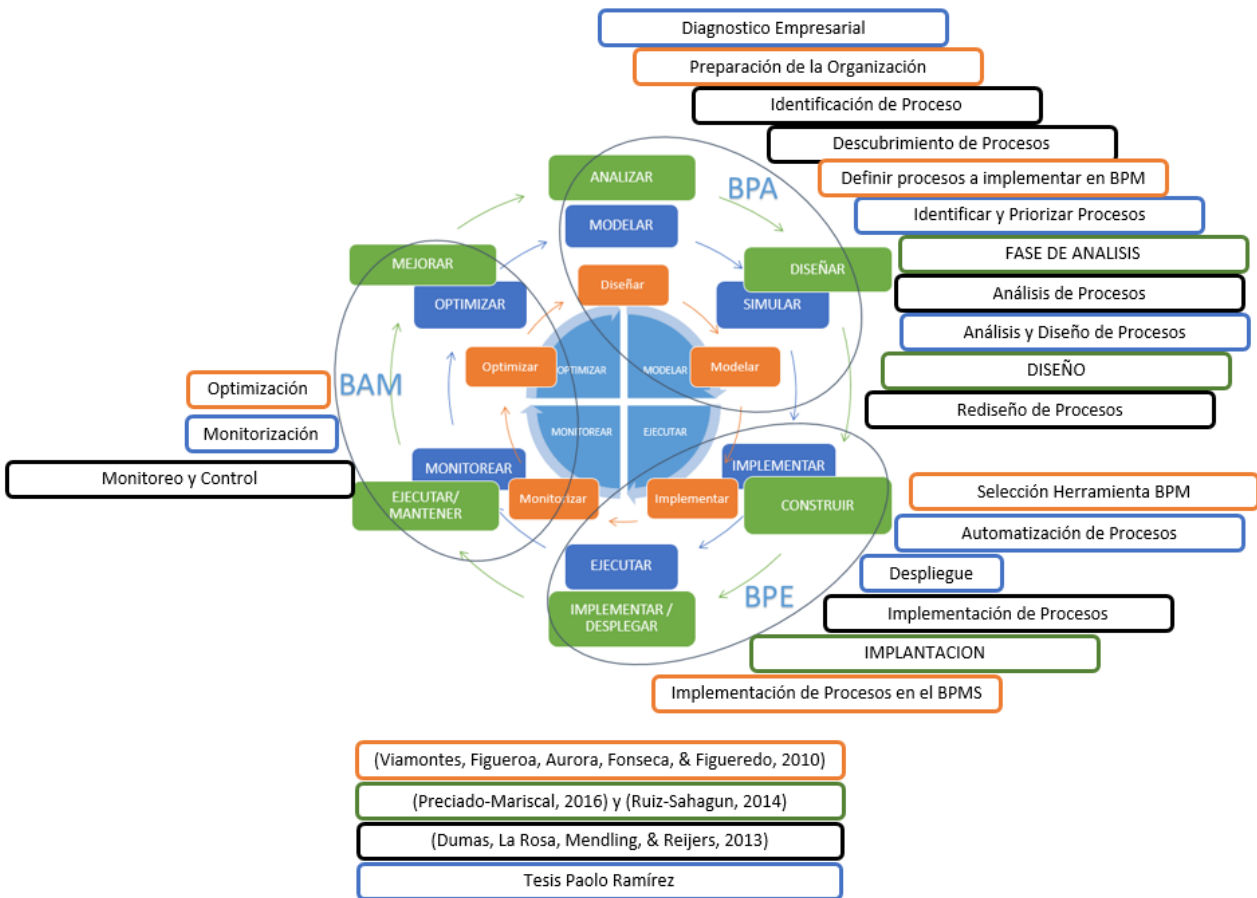 Diagnostico Empresarial
Preparación de la Organización
Identificación de Proceso
Descubrimiento de Procesos
Definir procesos a implementar en BPM
Identificar y Priorizar Procesos
FASE DE ANALISIS
Análisis de Procesos
Análisis y Diseño de Procesos
DISEÑO
Rediseño de Procesos
ANALIZAR
BPA
MODELAR
MEJORAR
DISEÑAR
Diseñar
OPTIMIZAR
SIMULAR
Optimizar
OPTIMIZAR
MODELAR
Modelar
BAM
Optimización
Monitorización
Monitoreo y Control
MONITOREAR
EJECUTAR
MONITOREAR
IMPLEMENTAR
EJECUTAR/
MANTENER
Monitorizar
Implementar
CONSTRUIR
EJECUTAR
BPE
IMPLEMENTAR /
DESPLEGAR
Selección Herramienta BPM
Automatización de Procesos
Despliegue
Implementación de Procesos
IMPLANTACION
Implementación de Procesos en el BPMS
(Viamontes, Figueroa, Aurora, Fonseca, & Figueredo, 2010)
(Preciado-Mariscal, 2016) y (Ruiz-Sahagun, 2014)
(Dumas, La Rosa, Mendling, & Reijers, 2013)
Tesis Paolo Ramírez